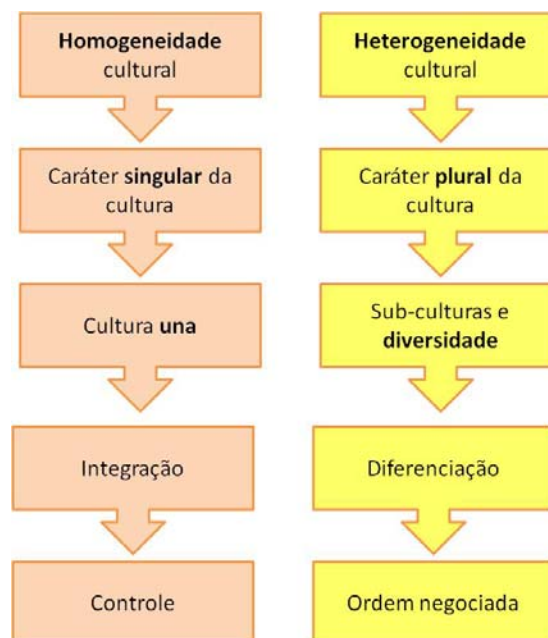 Homogeneidade
cultural
Caráter singular da
cultura
Cultura una
Integração
Controle
Heterogeneidade
cultural
Caráter plural da
cultura
Sub-culturas e
diversidade
Diferenciação
Ordem negociada